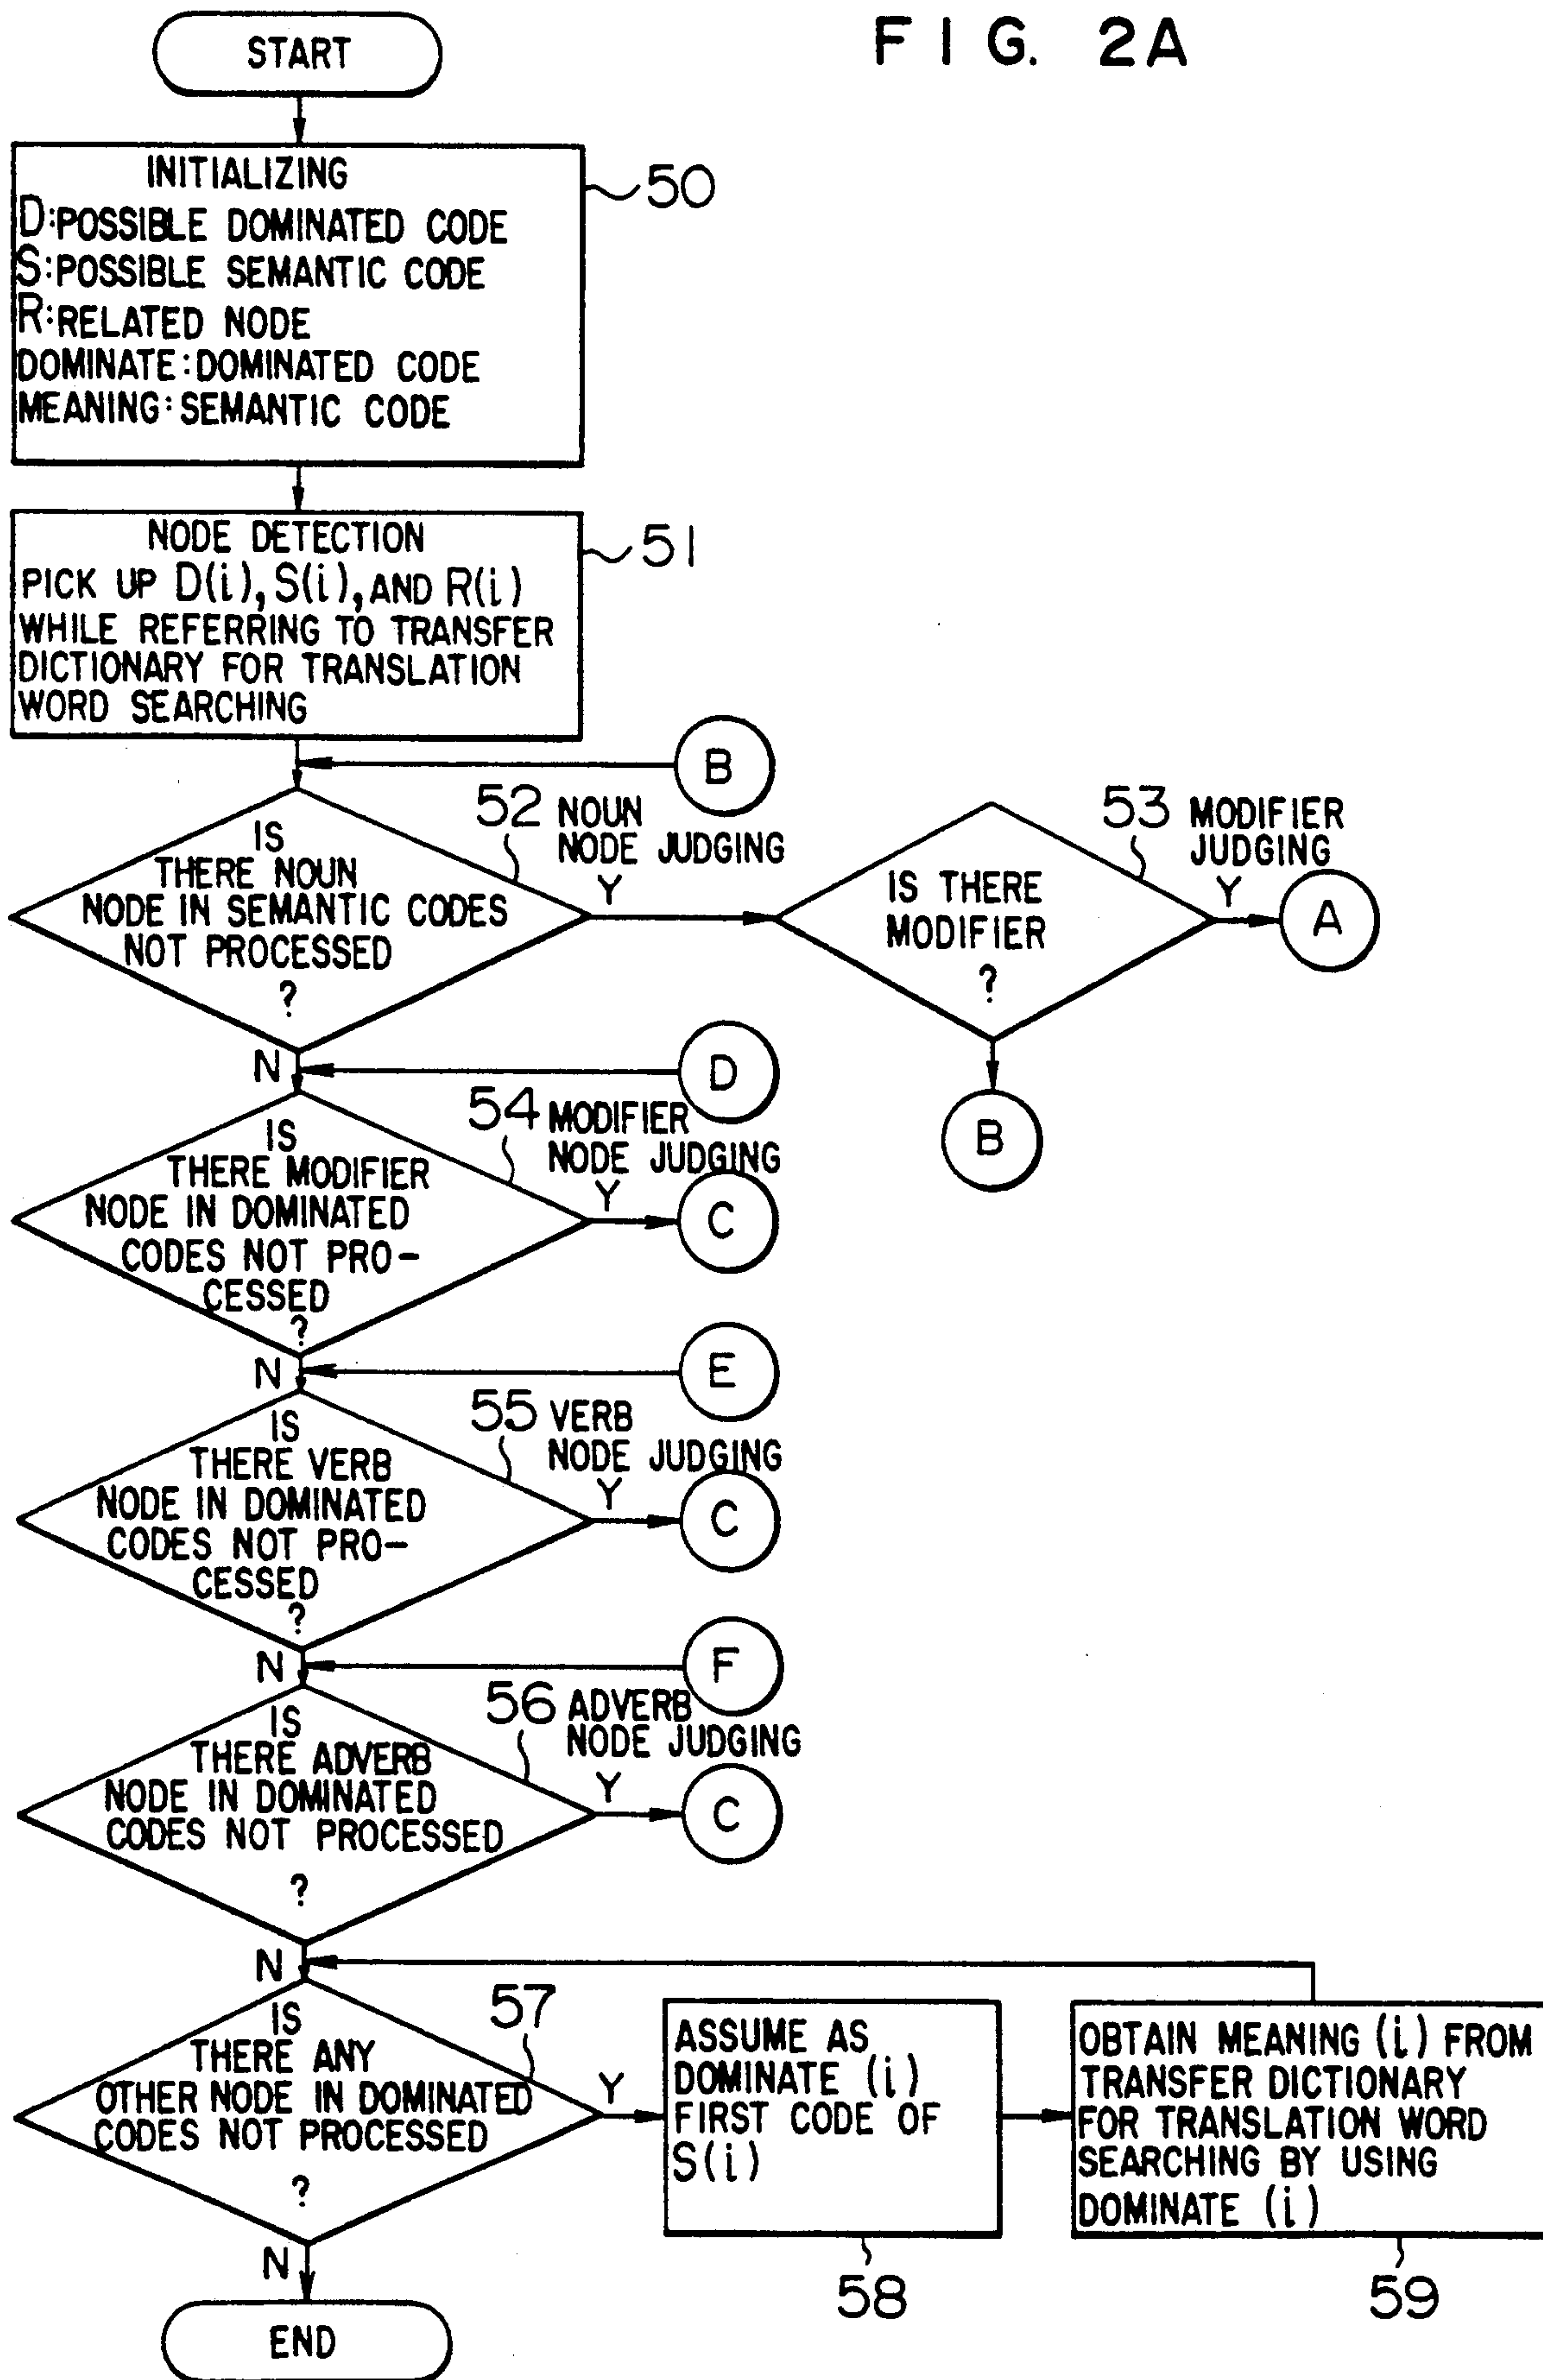 FIG. 2A
START
INITIALIZING
D:POSSIBLE DOMINATED CODE
S:POSSIBLE SEMANTIC CODE
R:RELATED NODE
DOMINATE:DOMINATED CODE
MEANING:SEMANTIC CODE
50
NODE DETECTION
PICK UP D(i), S(i), AND R(i)
WHILE REFERRING TO TRANSFER
DICTIONARY FOR TRANSLATION
WORD SEARCHING
51
B
IS
THERE NOUN
NODE IN SEMANTIC CODES
NOT PROCESSED
?
52 NOUN
NODE JUDGING
Y
IS THERE
MODIFIER
?
53 MODIFIER
JUDGING
Y
A
B
N
D
IS
THERE MODIFIER
NODE IN DOMINATED
CODES NOT PRO-
CESSED
?
54 MODIFIER
NODE JUDGING
Y
C
N
E
IS
THERE VERB
NODE IN DOMINATED
CODES NOT PRO-
CESSED
?
55 VERB
NODE JUDGING
Y
C
N
F
IS
THERE ADVERB
NODE IN DOMINATED
CODES NOT PROCESSED
?
56 ADVERB
NODE JUDGING
Y
C
N
IS
THERE ANY
OTHER NODE IN DOMINATED
CODES NOT PROCESSED
?
57
Y
ASSUME AS
DOMINATE (i)
FIRST CODE OF
S(i)
58
OBTAIN MEANING (i) FROM
TRANSFER DICTIONARY
FOR TRANSLATION WORD
SEARCHING BY USING
DOMINATE (i)
59
N
END